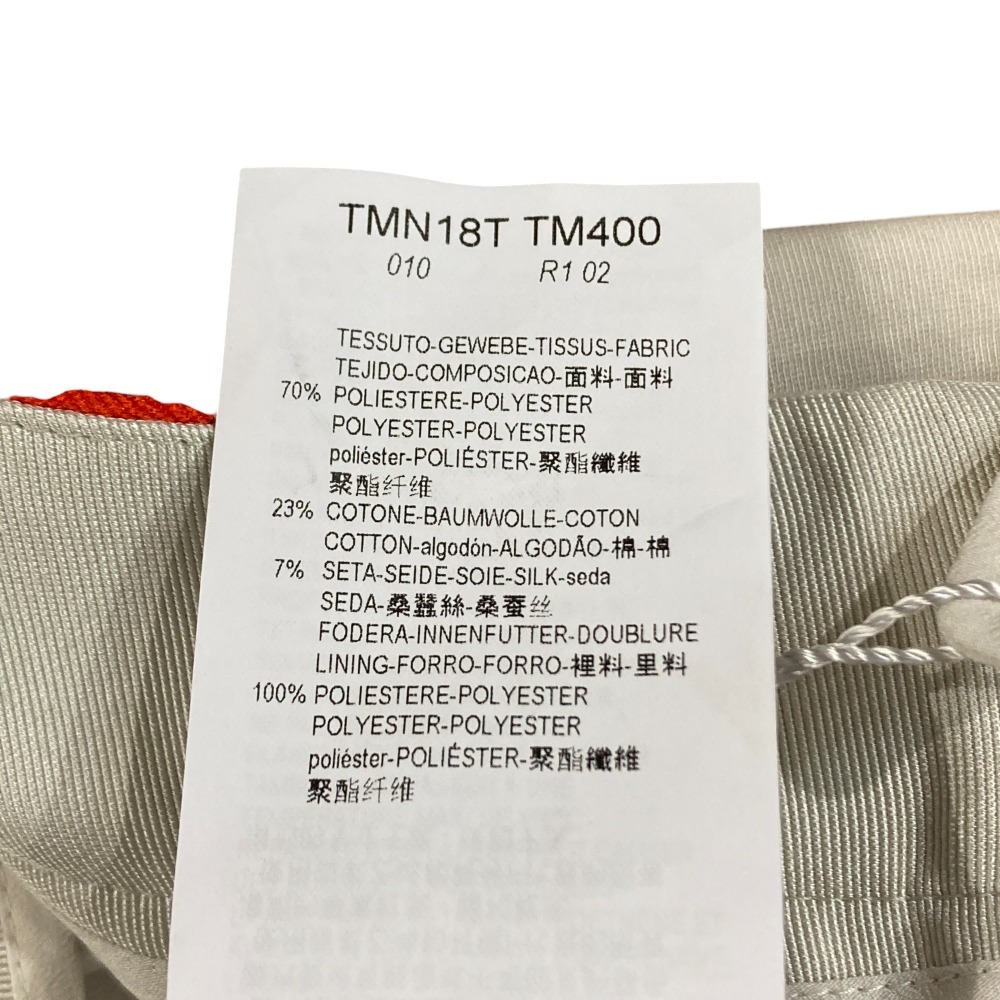 TMN18T TM400
010 R1 02
TESSUTO-GEWEBE-TISSUS-FABRIC
TEJIDO-COMPOSICAO-面料-面料
70% POLIESTERE-POLYESTER
POLYESTER-POLYESTER
poliéster-POLIÉSTER-聚酯纖維
聚酯纤维
23% COTONE-BAUMWOLLE-COTON
COTTON-algodón-ALGODÃO-棉-棉
7% SETA-SEIDE-SOIE-SILK-seda
SEDA-桑蠶絲-桑蚕丝
FODERA-INNENFUTTER-DOUBLURE
LINING-FORRO-FORRO-裡料-里料
100% POLIESTERE-POLYESTER
POLYESTER-POLYESTER
poliéster-POLIÉSTER-聚酯纖維
聚酯纤维